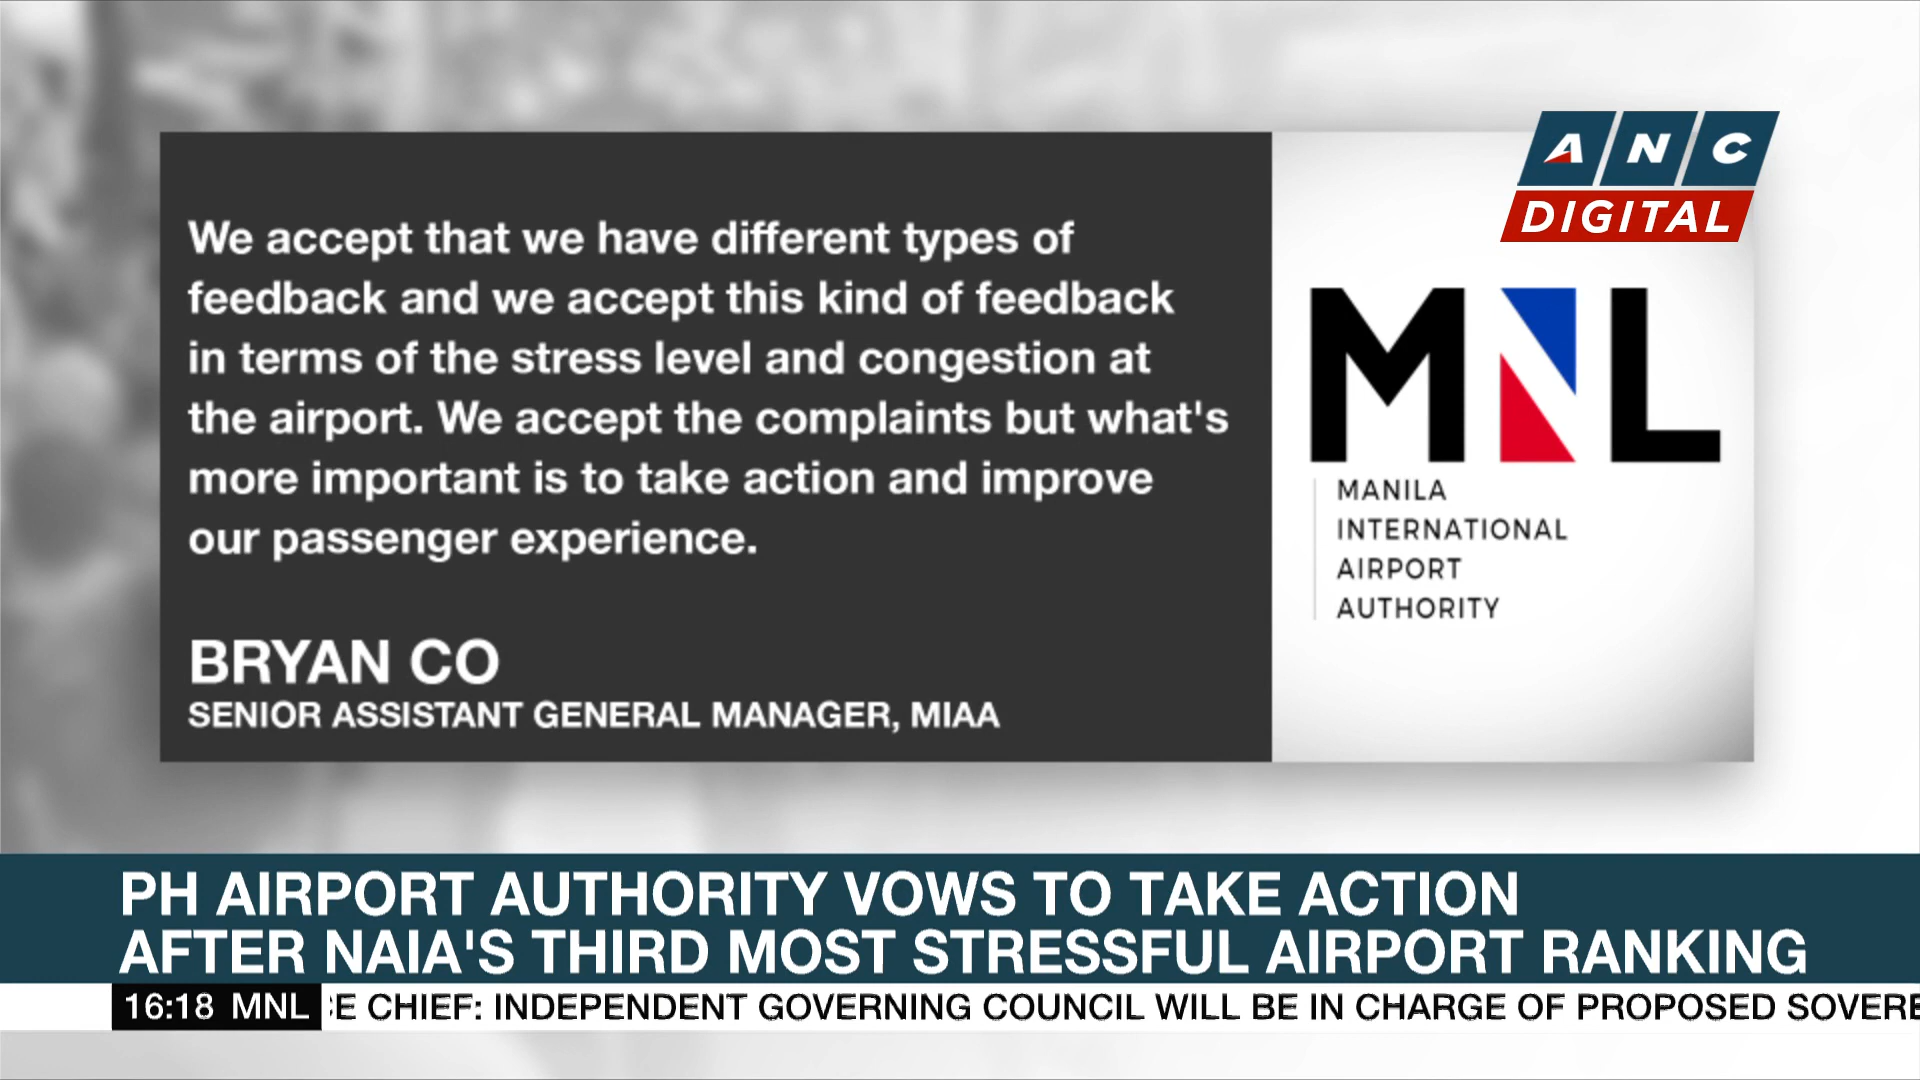 ANC
DIGITAL
We accept that we have different types of
feedback and we accept this kind of feedback
in terms of the stress level and congestion at
the airport. We accept the complaints but what's
more important is to take action and improve
our passenger experience.
BRYAN CO
SENIOR ASSISTANT GENERAL MANAGER, MIAA
MNL
MANILA
INTERNATIONAL
AIRPORT
AUTHORITY
PH AIRPORT AUTHORITY VOWS TO TAKE ACTION
AFTER NAIA'S THIRD MOST STRESSFUL AIRPORT RANKING
16:18 MNL
CHIEF: INDEPENDENT GOVERNING COUNCIL WILL BE IN CHARGE OF PROPOSED